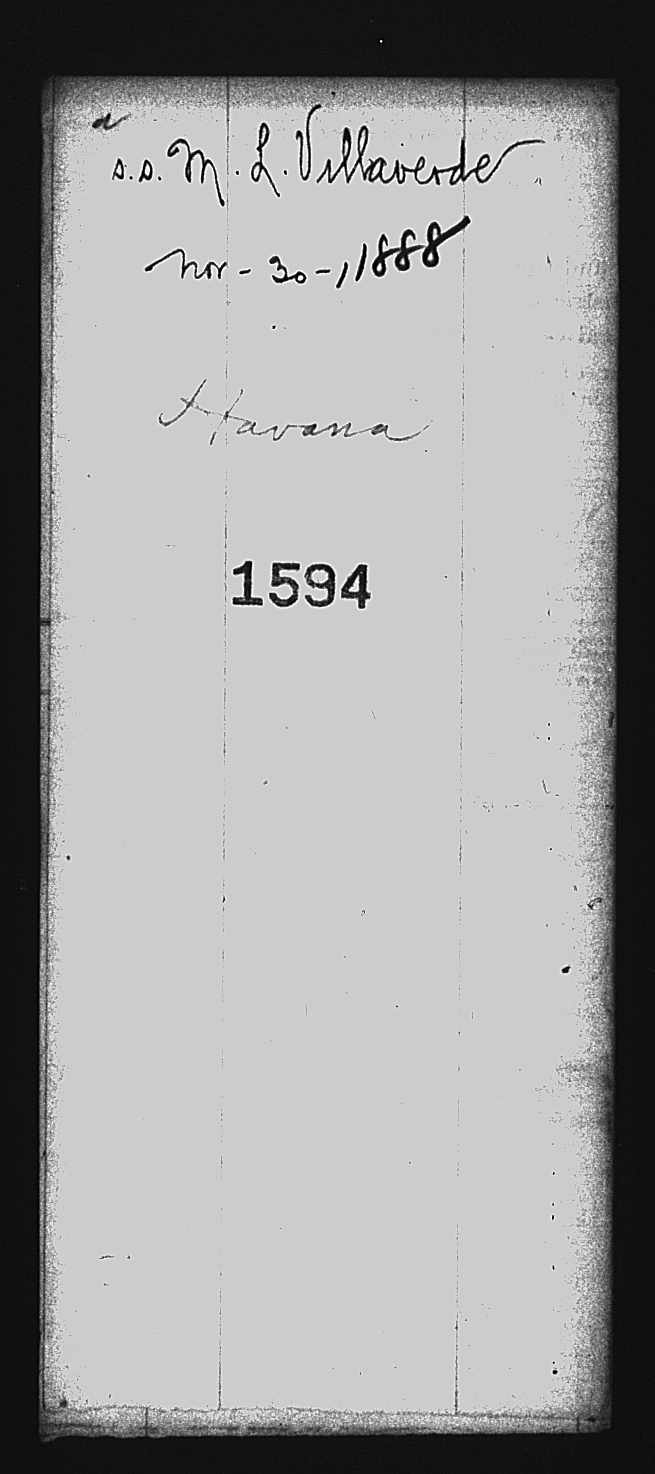 a
s.s. M. L. Villaverde
Nov - 30 -, 1888
Havana
1594